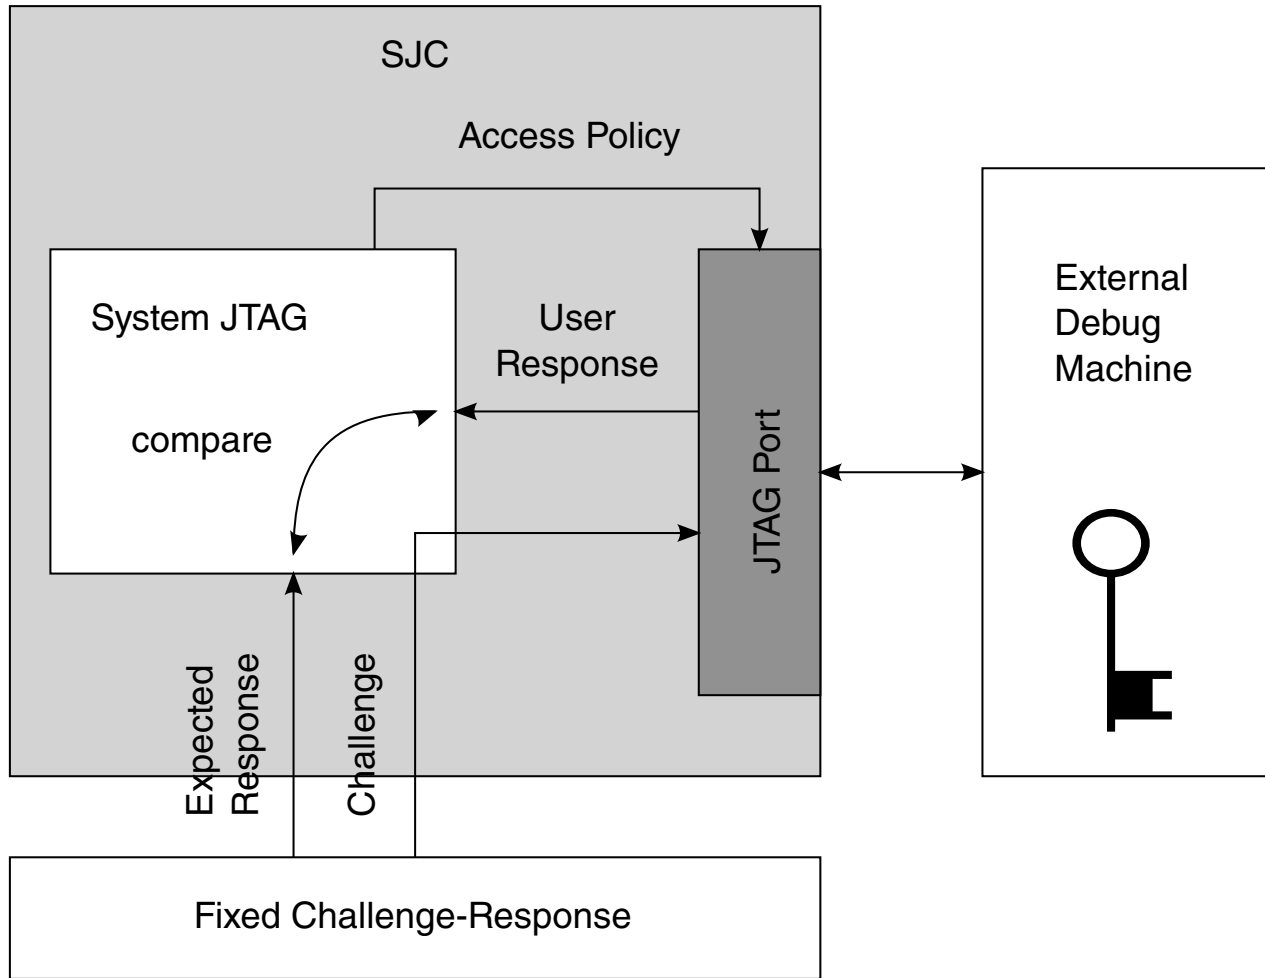 SJC
Access Policy
System JTAG
compare
User
Response
JTAG Port
External
Debug
Machine
Expected
Response
Challenge
Fixed Challenge-Response